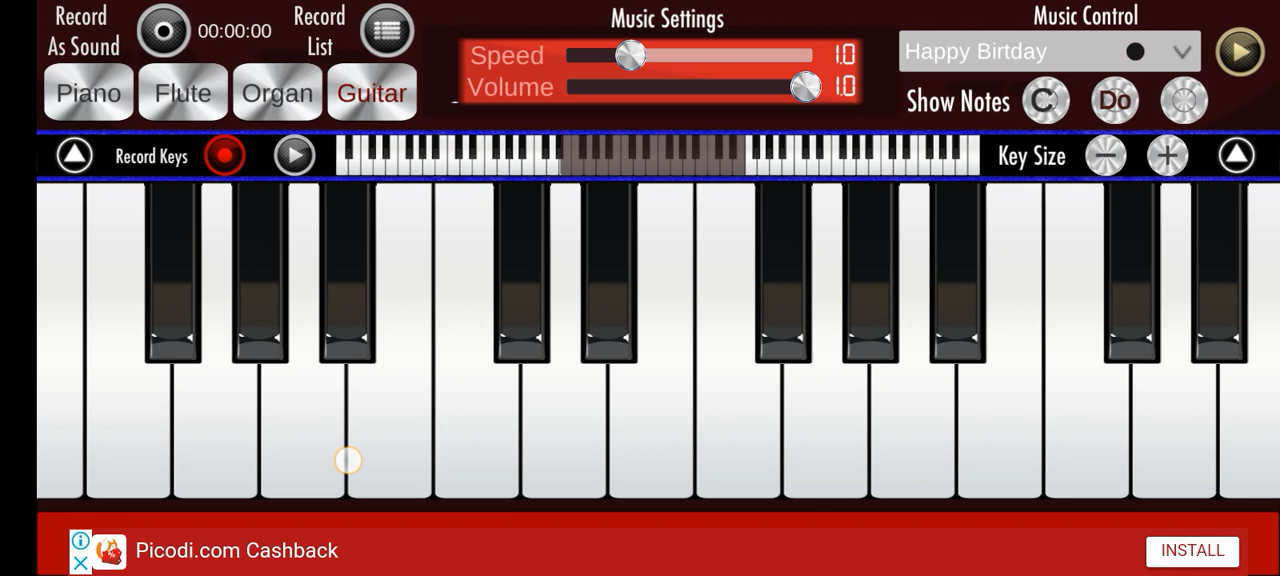 Record
As Sound
00:00:00
Record
List
Music Settings
Speed
1.0
Volume
1.0
Music Control
Happy Birtday
Show Notes
C
Do
Piano
Flute
Organ
Guitar
Record Keys
Key Size
Picodi.com Cashback
INSTALL